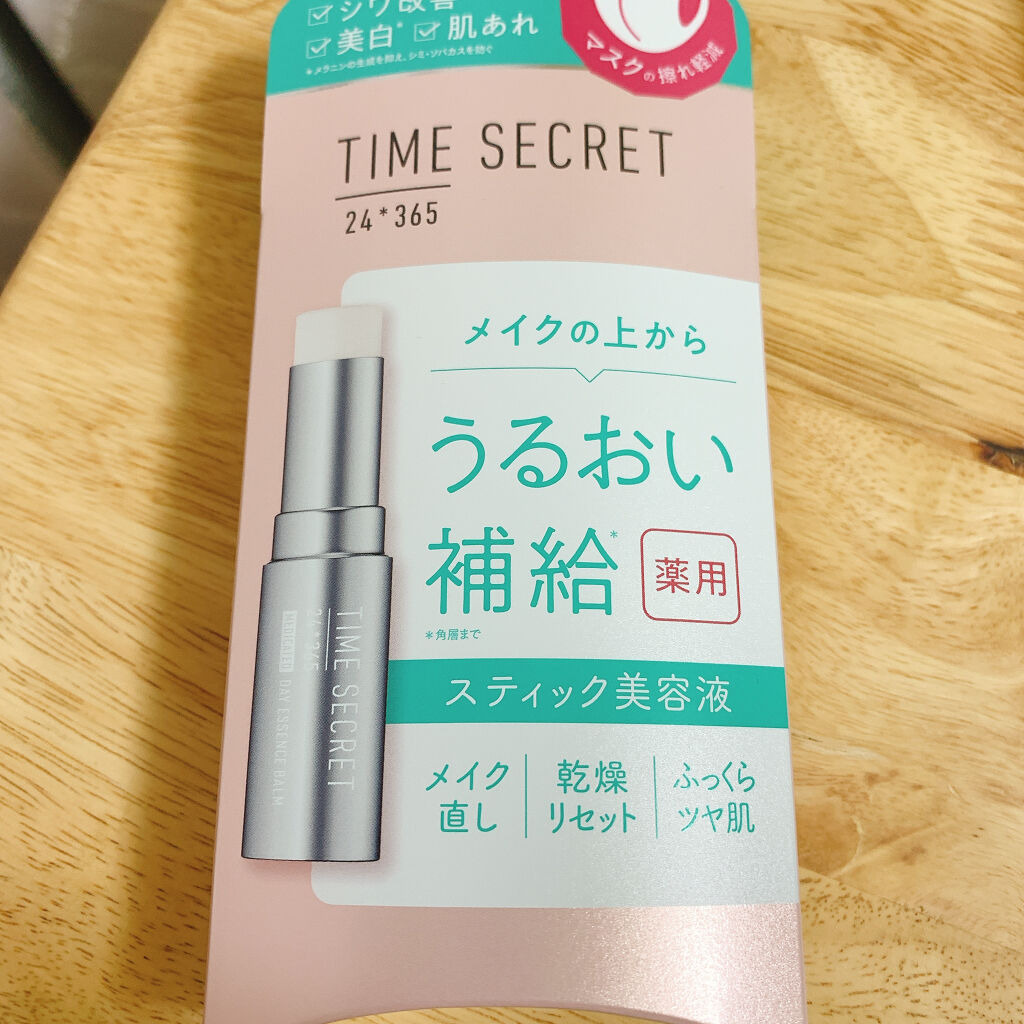 シワ改善
美白* 肌あれ
*メラニンの生成を抑え、シミ・ソバカスを防ぐ
マスクの擦れ軽減
TIME SECRET
24*365
メイクの上から
うるおい
補給*
薬用
*角層まで
スティック美容液
メイク直し
乾燥リセット
ふっくらツヤ肌
TIME SECRET
24*365
MEDICATED DAY ESSENCE BALM